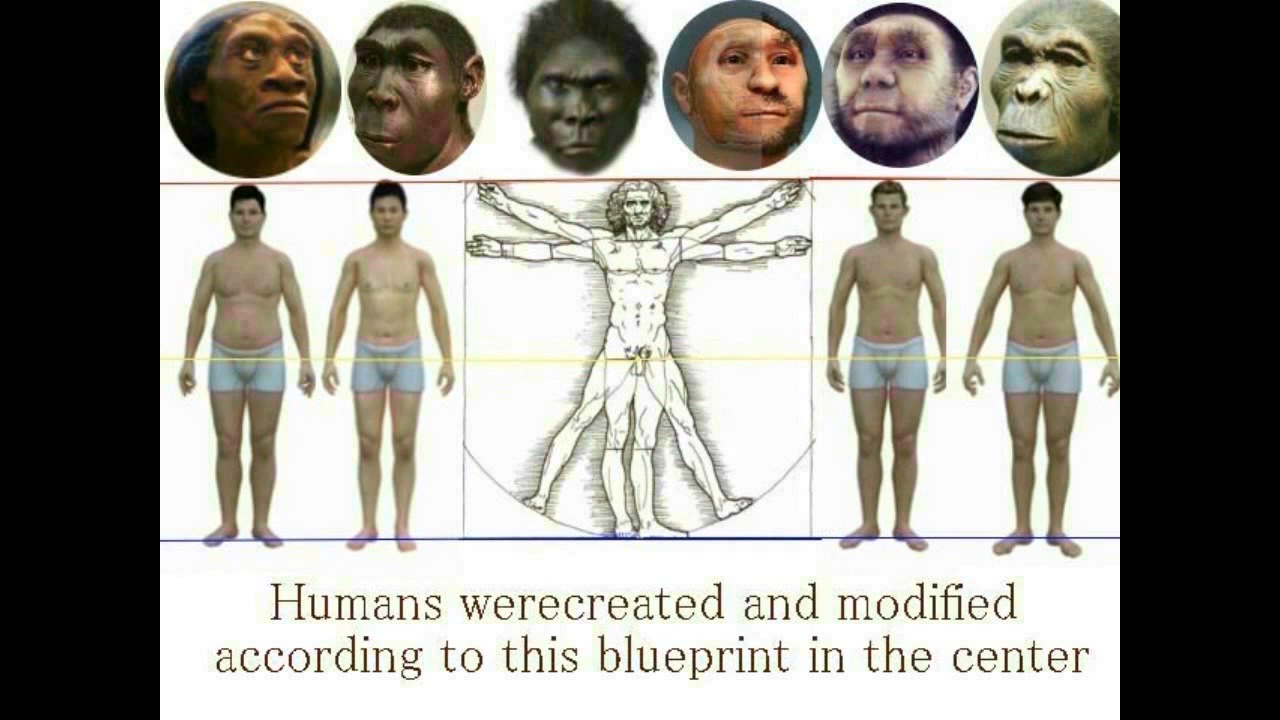 Humans werecreated and modified
according to this blueprint in the center